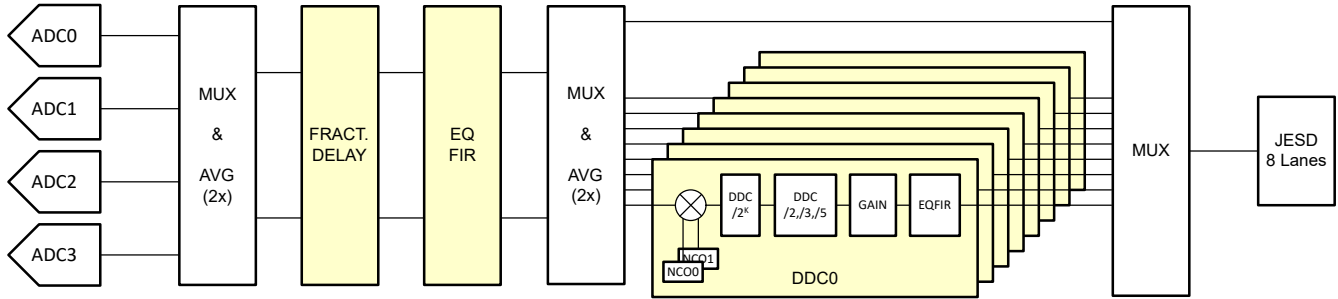 ADC0
ADC1
ADC2
ADC3
MUX
&
AVG
(2x)
FRACT.
DELAY
EQ
FIR
MUX
&
AVG
(2x)
DDC
/2ᴷ
DDC
/2,/3,/5
GAIN
EQFIR
NCO1
NCO0
DDC0
MUX
JESD
8 Lanes